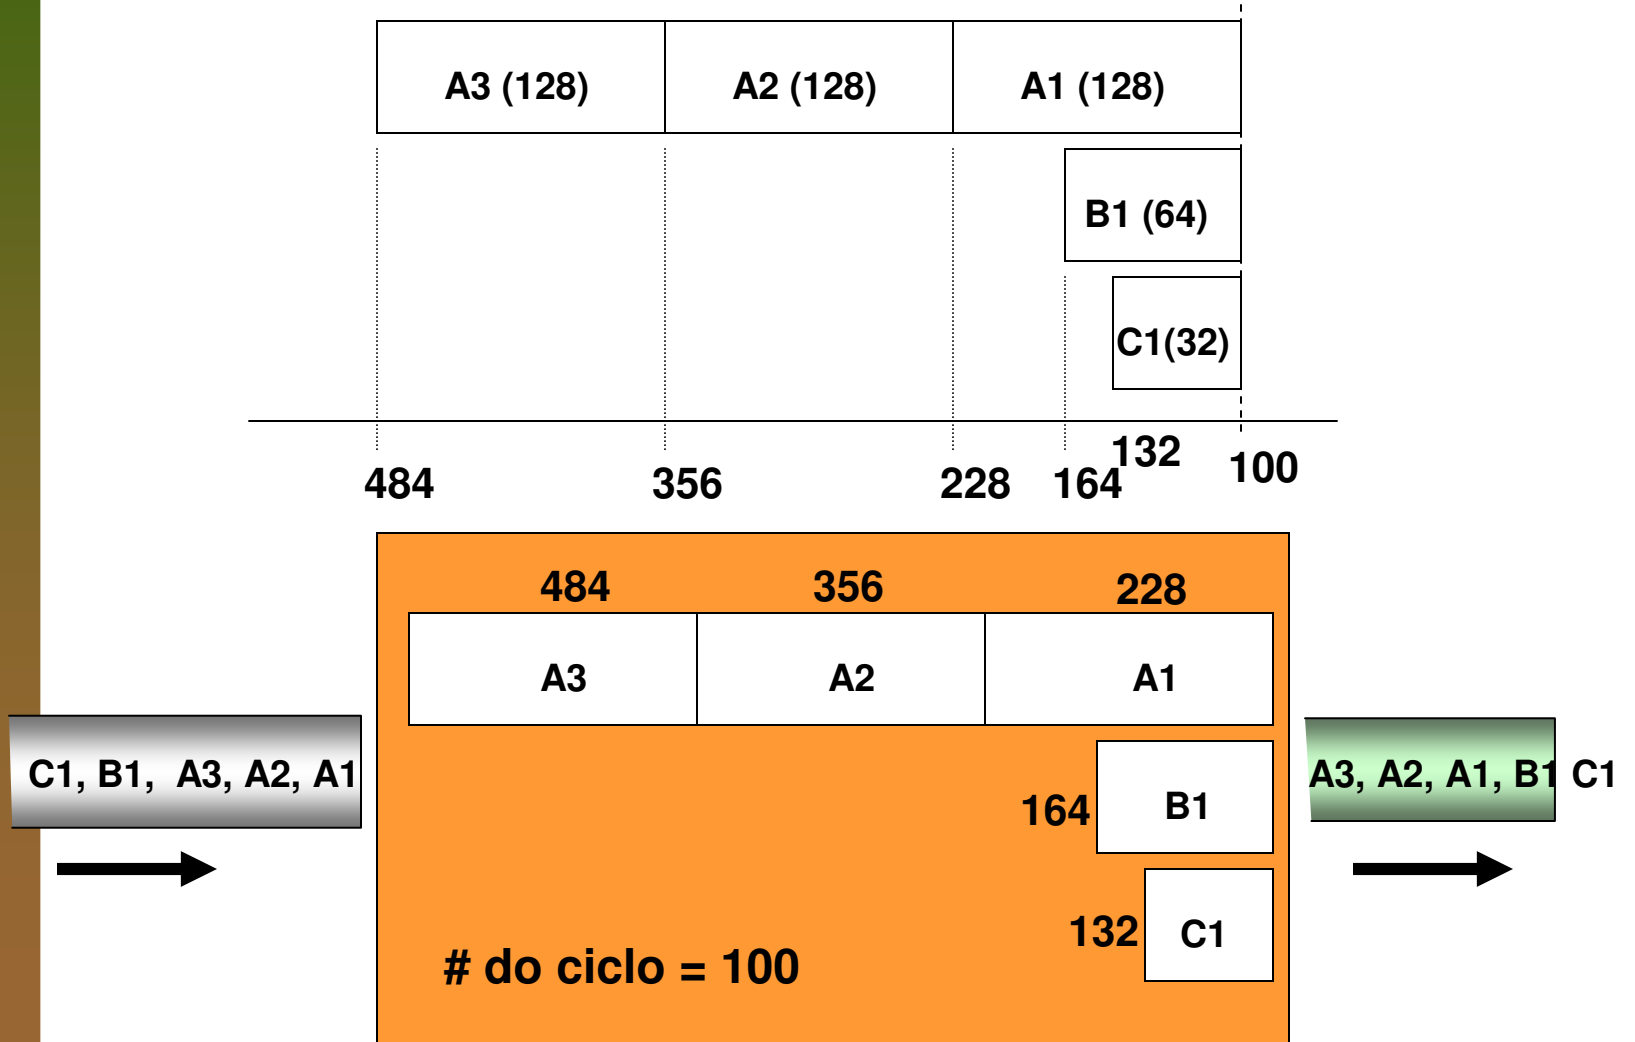 A3 (128) A2 (128) A1 (128)
B1 (64)
C1(32)
484 356 228 164 132 100
484 356 228
A3 A2 A1
C1, B1, A3, A2, A1
164 B1
A3, A2, A1, B1 C1
132 C1
# do ciclo = 100